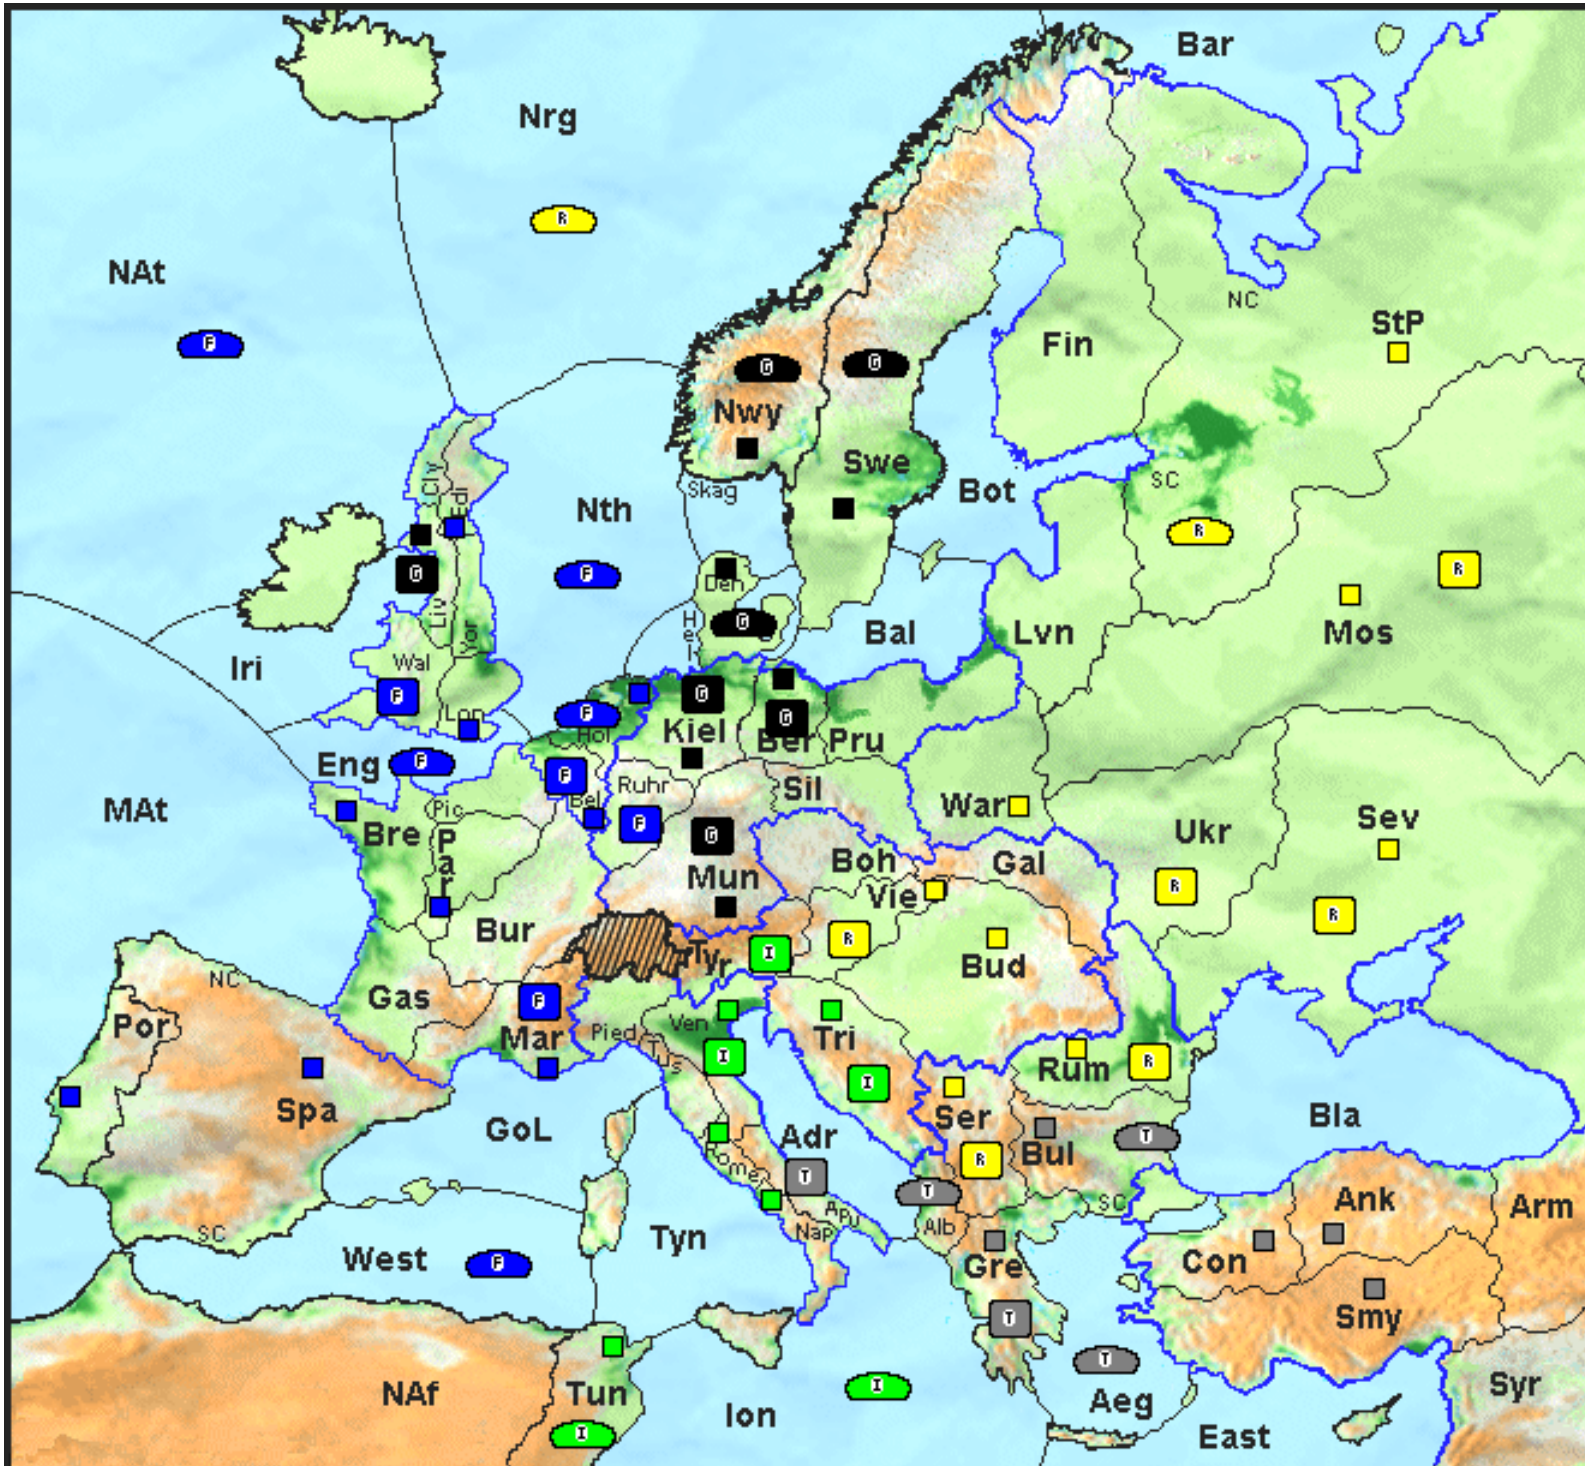 Bar
Nrg
R
NAt
F
NC
StP
Fin
G
G
Nwy
Swe
Skag
Bot
SC
Cly
Edi
Nth
R
R
F
G
Den
Hel
G
Bal
Lvn
Mos
Liv
Yor
Iri
Wal
F
Lon
F
Hol
G
Kiel
G
Ber
Pru
Eng
F
F
Bel
Ruhr
Sil
War
MAt
Pic
Bre
Par
F
G
Mun
Boh
Gal
Vie
Ukr
Sev
R
R
Bur
Tyr
I
R
Bud
NC
Gas
F
Mar
Por
Pied
Ven
Tus
I
Tri
I
Rum
R
Spa
GoL
Ser
Adr
Bla
Bul
T
Rome
T
R
T
Apu
Nap
Alb
SC
SC
Ank
Arm
Con
West
F
Tyn
Gre
T
Smy
T
NAf
Tun
I
I
Ion
Aeg
East
Syr